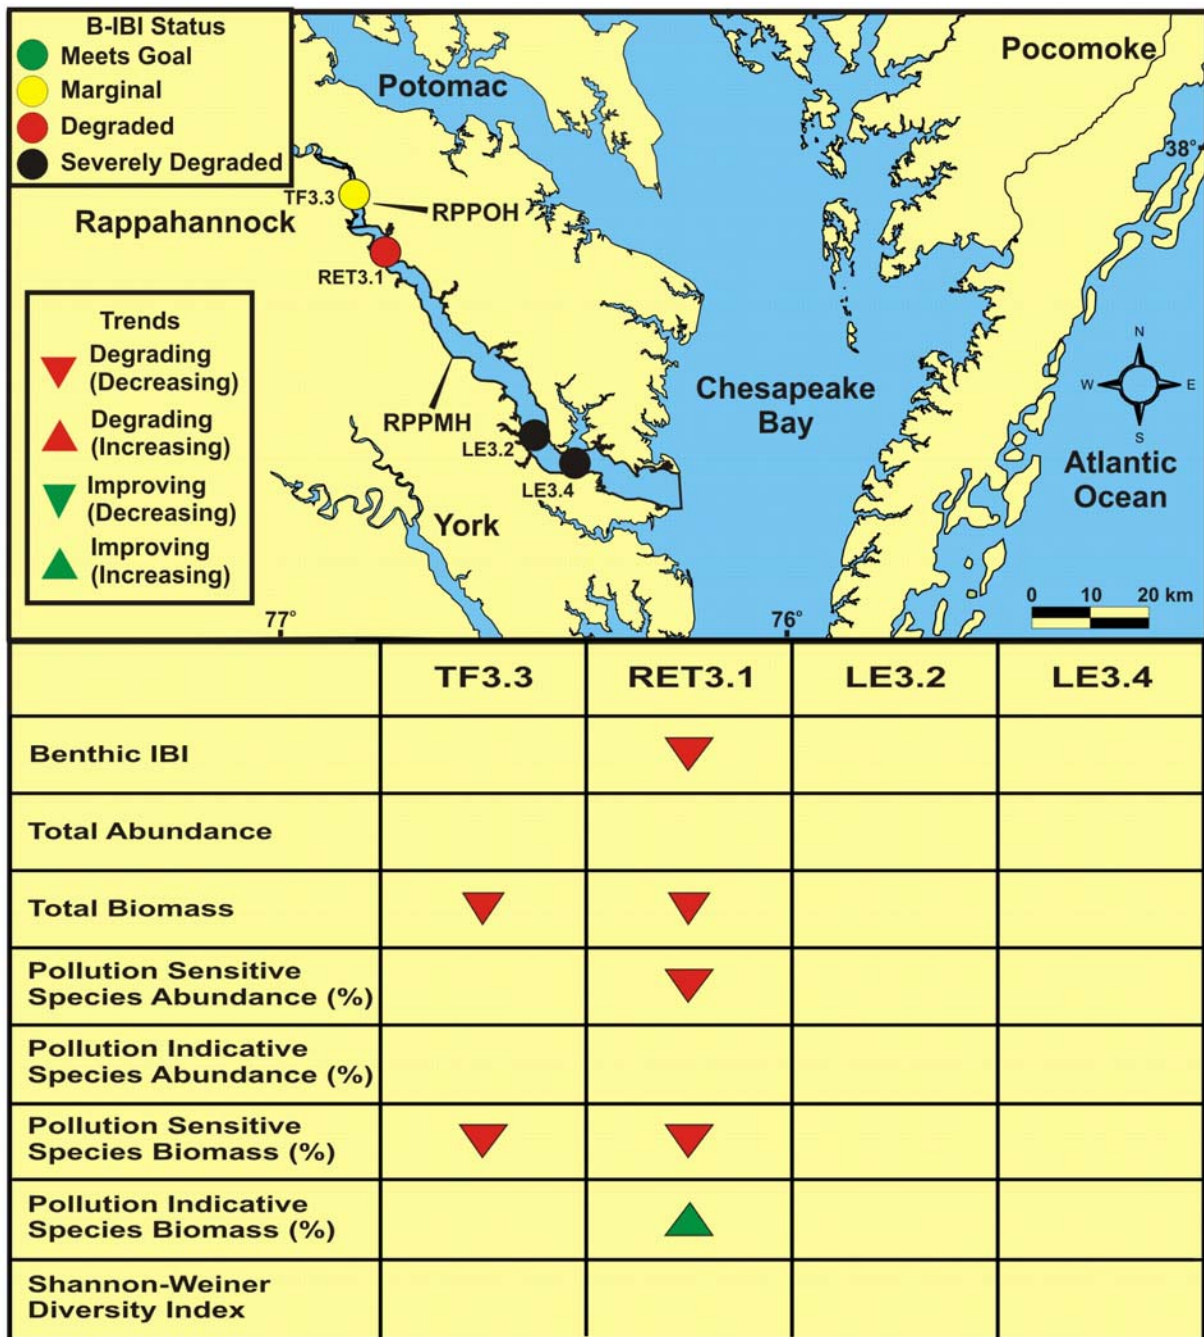 B-IBI Status
Meets Goal
Marginal
Degraded
Severely Degraded
Potomac
Pocomoke
38°
TF3.3
RPPOH
Rappahannock
RET3.1
Trends
Degrading
(Decreasing)
Degrading
(Increasing)
Improving
(Decreasing)
Improving
(Increasing)
RPPMH
LE3.2
LE3.4
York
Chesapeake
Bay
N
W
E
S
Atlantic
Ocean
0 10 20 km
77°
76°
TF3.3 RET3.1 LE3.2 LE3.4
Benthic IBI
Total Abundance
Total Biomass
Pollution Sensitive
Species Abundance (%)
Pollution Indicative
Species Abundance (%)
Pollution Sensitive
Species Biomass (%)
Pollution Indicative
Species Biomass (%)
Shannon-Weiner
Diversity Index